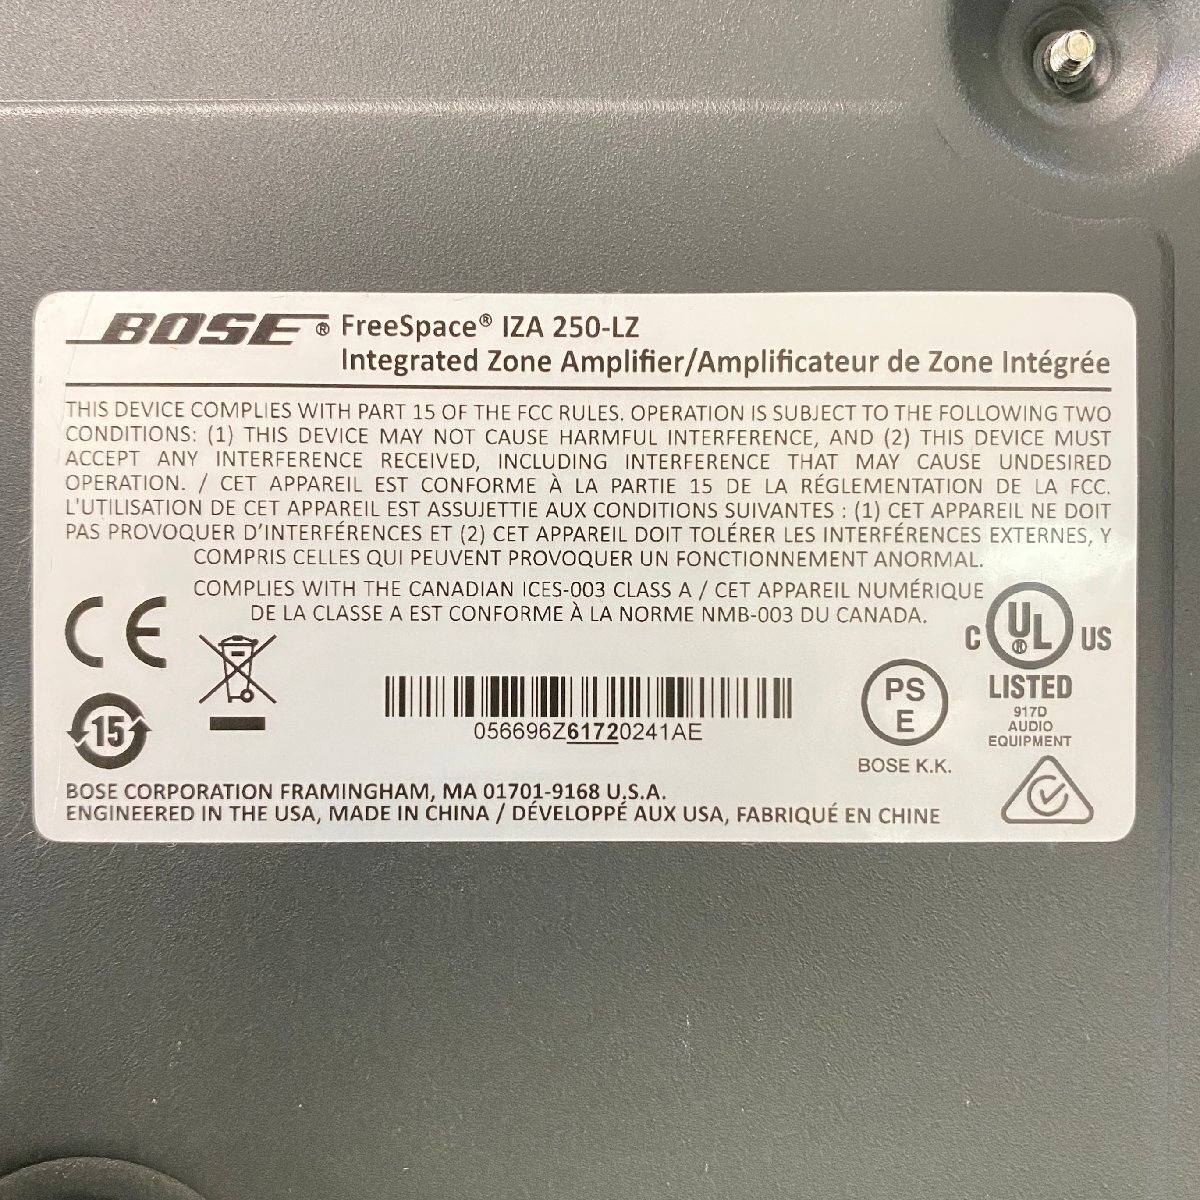 BOSE® FreeSpace® IZA 250-LZ
Integrated Zone Amplifier/Amplificateur de Zone Intégrée
THIS DEVICE COMPLIES WITH PART 15 OF THE FCC RULES. OPERATION IS SUBJECT TO THE FOLLOWING TWO
CONDITIONS: (1) THIS DEVICE MAY NOT CAUSE HARMFUL INTERFERENCE, AND (2) THIS DEVICE MUST
ACCEPT ANY INTERFERENCE RECEIVED, INCLUDING INTERFERENCE THAT MAY CAUSE UNDESIRED
OPERATION. / CET APPAREIL EST CONFORME À LA PARTIE 15 DE LA RÉGLEMENTATION DE LA FCC.
L'UTILISATION DE CET APPAREIL EST ASSUJETTIE AUX CONDITIONS SUIVANTES : (1) CET APPAREIL NE DOIT
PAS PROVOQUER D'INTERFÉRENCES ET (2) CET APPAREIL DOIT TOLÉRER LES INTERFÉRENCES EXTERNES, Y
COMPRIS CELLES QUI PEUVENT PROVOQUER UN FONCTIONNEMENT ANORMAL.
COMPLIES WITH THE CANADIAN ICES-003 CLASS A / CET APPAREIL NUMÉRIQUE
DE LA CLASSE A EST CONFORME À LA NORME NMB-003 DU CANADA.
CE
C UL® US
LISTED
917D
AUDIO
EQUIPMENT
PS
E
BOSE K.K.
15
056696Z61720241AE
BOSE CORPORATION FRAMINGHAM, MA 01701-9168 U.S.A.
ENGINEERED IN THE USA, MADE IN CHINA / DÉVELOPPÉ AUX USA, FABRIQUÉ EN CHINE